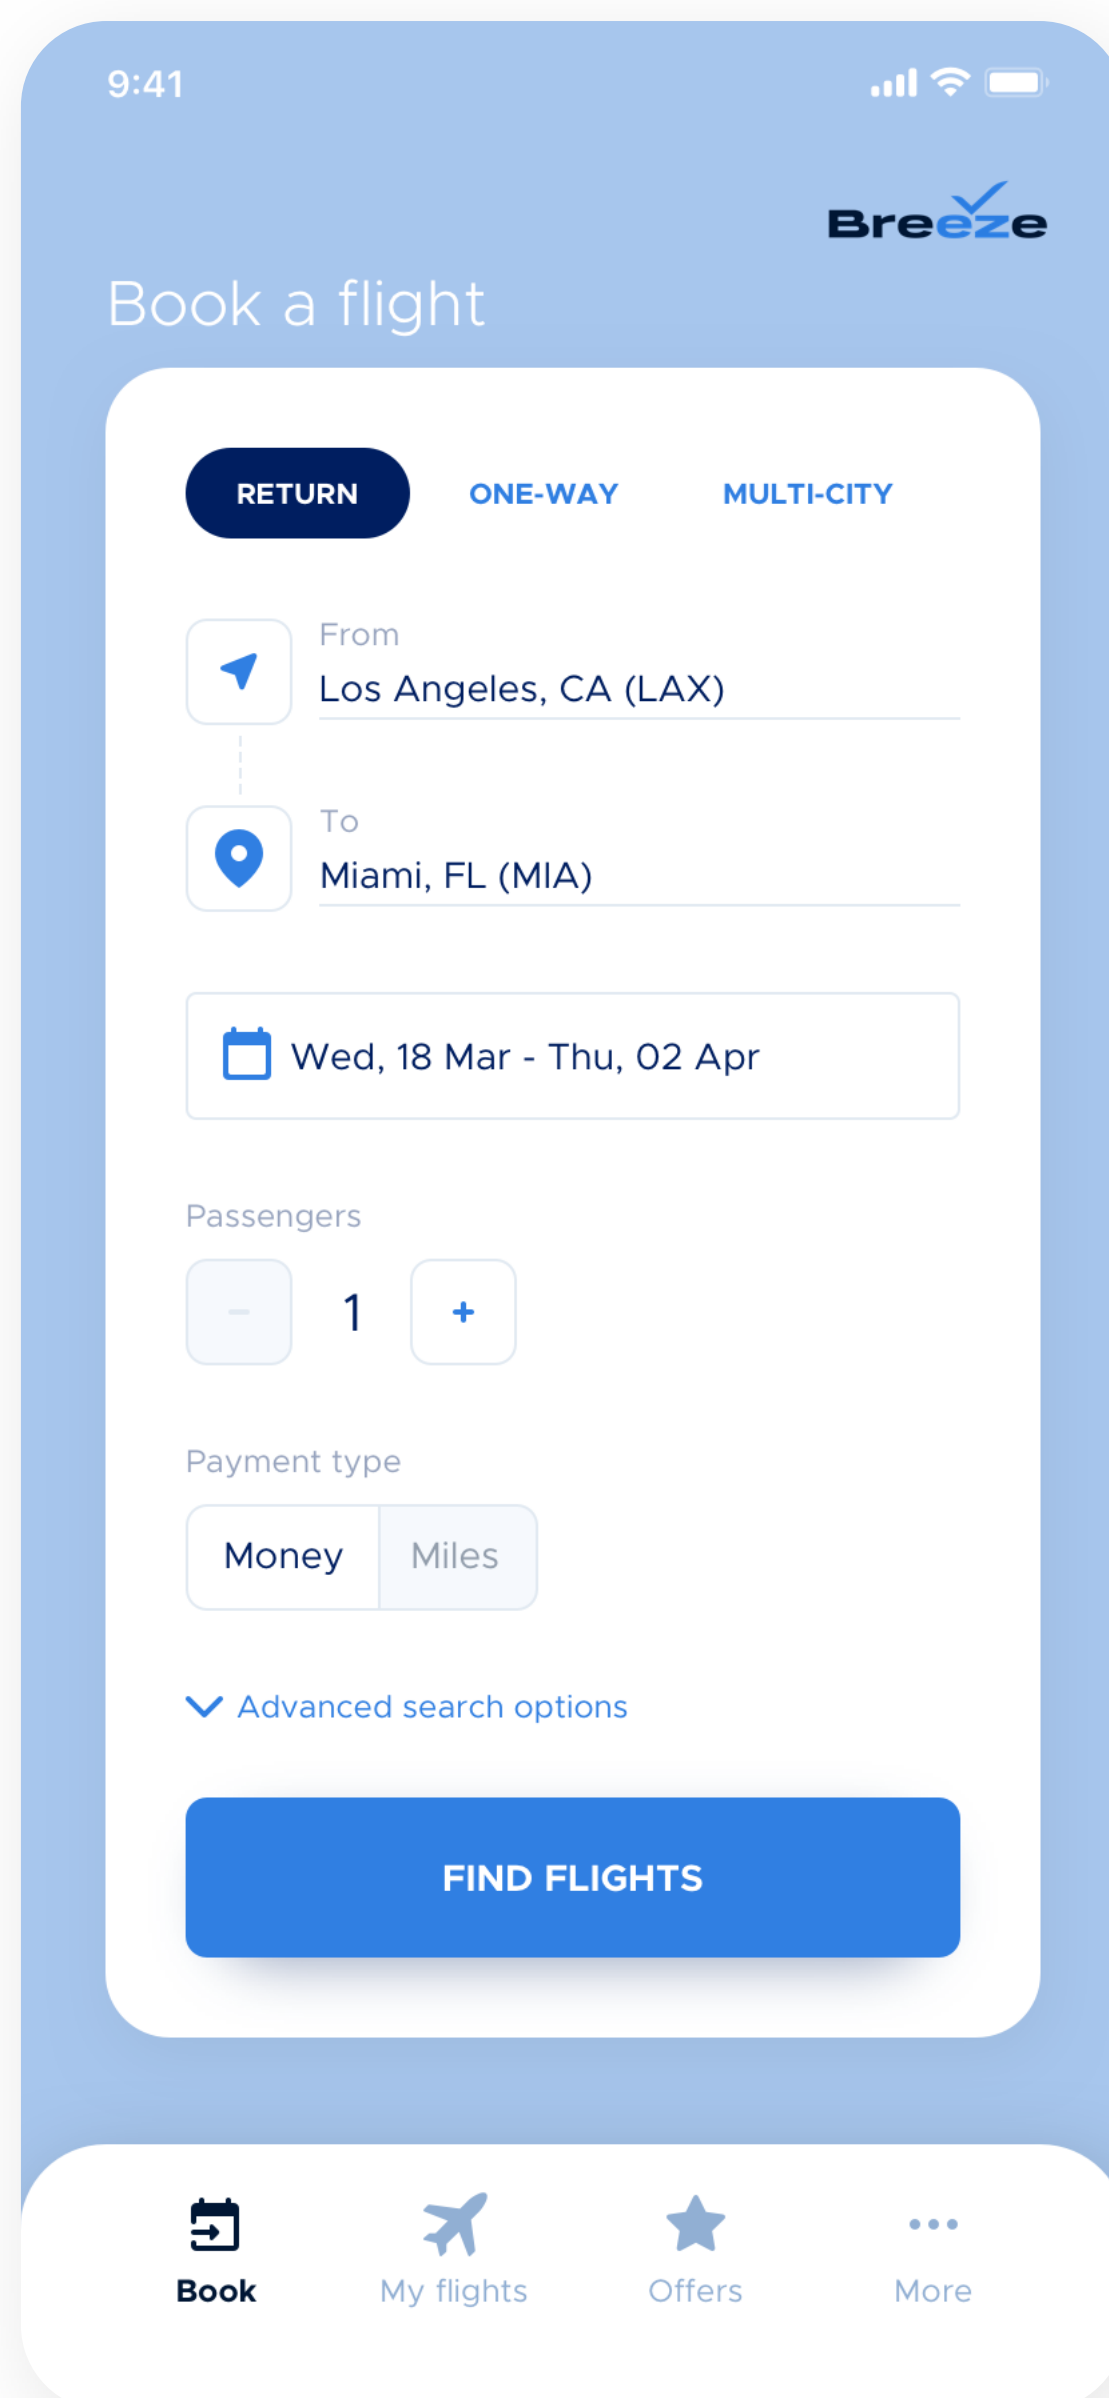 9:41
Breeze
Book a flight
RETURN ONE-WAY MULTI-CITY
From
Los Angeles, CA (LAX)
To
Miami, FL (MIA)
Wed, 18 Mar - Thu, 02 Apr
Passengers
− 1 +
Payment type
Money Miles
Advanced search options
FIND FLIGHTS
Book My flights Offers More